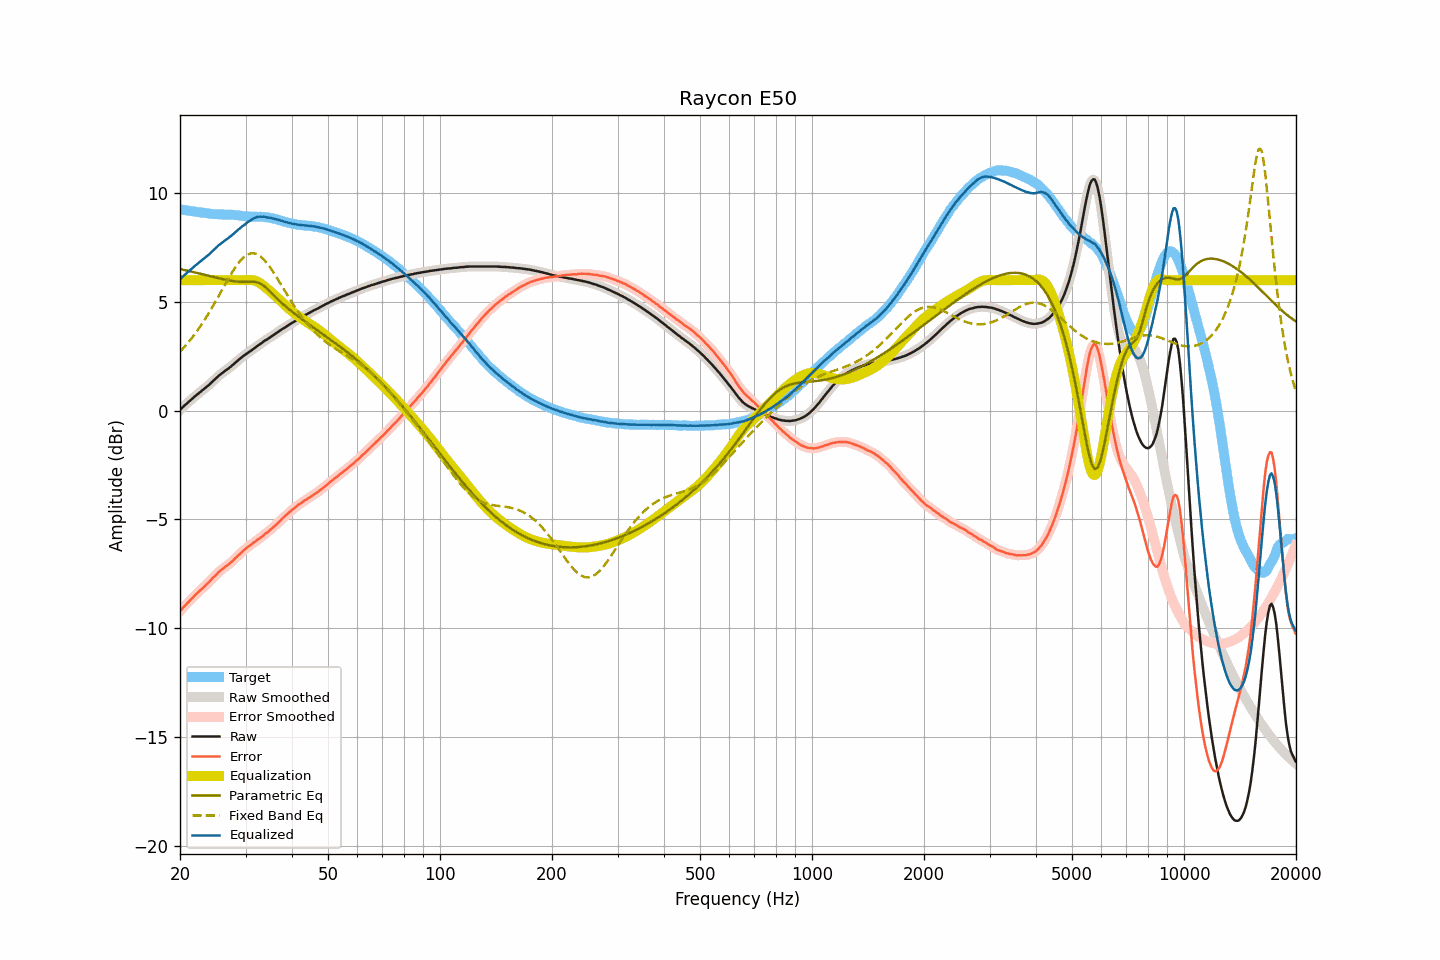 Raycon E50
Amplitude (dBr)
10
5
0
−5
−10
−15
−20
Target
Raw Smoothed
Error Smoothed
Raw
Error
Equalization
Parametric Eq
Fixed Band Eq
Equalized
20 50 100 200 500 1000 2000 5000 10000 20000
Frequency (Hz)